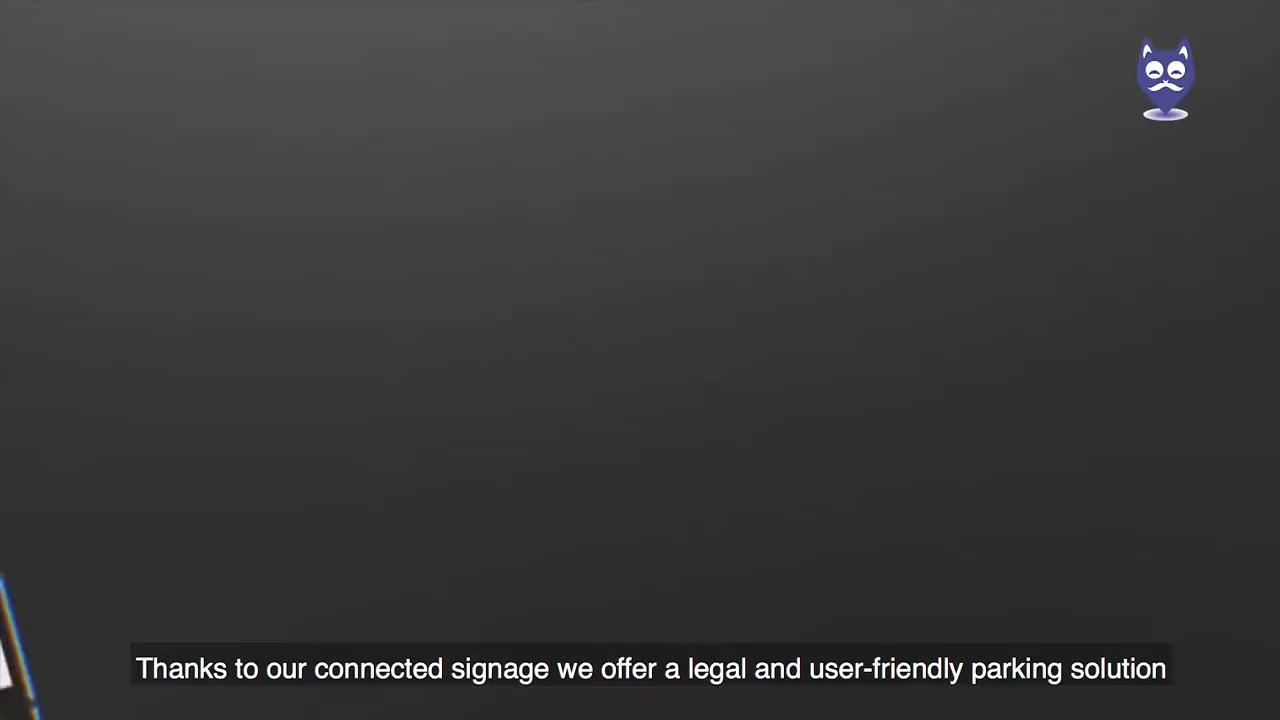 Thanks to our connected signage we offer a legal and user-friendly parking solution